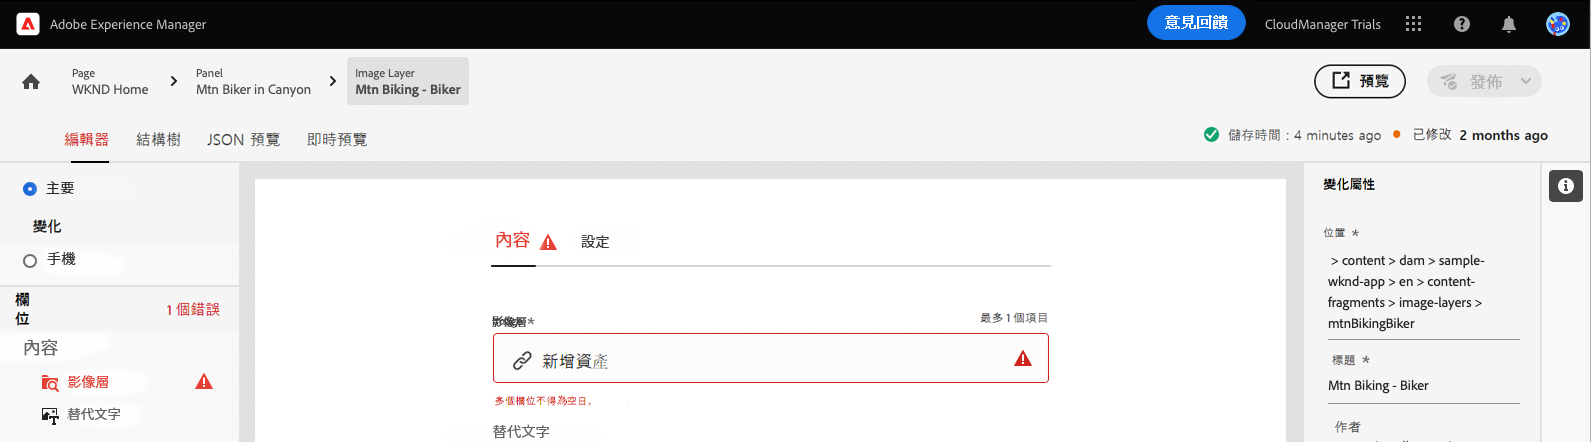 Adobe Experience Manager
意見回饋
CloudManager Trials
Page
WKND Home
Panel
Mtn Biker in Canyon
Image Layer
Mtn Biking - Biker
預覽
發佈
編輯器
結構樹
JSON 預覽
即時預覽
儲存時間：4 minutes ago
已修改 2 months ago
主要
變化
手機
欄
位
1 個錯誤
內容
影像層
替代文字
內容
設定
影像層*
最多 1 個項目
新增資產
多個欄位不得為空白。
替代文字
變化屬性
位置 *
> content > dam > sample-
wknd-app > en > content-
fragments > image-layers >
mtnBikingBiker
標題 *
Mtn Biking - Biker
作者